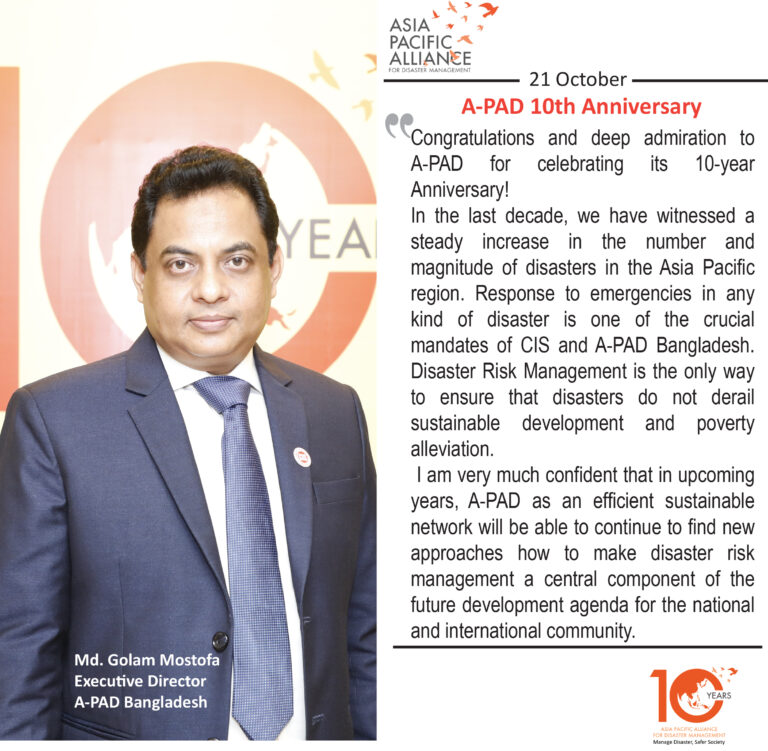 ASIA
PACIFIC
ALLIANCE
FOR DISASTER MANAGEMENT
21 October
A-PAD 10th Anniversary
“
Congratulations and deep admiration to
A-PAD for celebrating its 10-year
Anniversary!
In the last decade, we have witnessed a
steady increase in the number and
magnitude of disasters in the Asia Pacific
region. Response to emergencies in any
kind of disaster is one of the crucial
mandates of CIS and A-PAD Bangladesh.
Disaster Risk Management is the only way
to ensure that disasters do not derail
sustainable development and poverty
alleviation.
I am very much confident that in upcoming
years, A-PAD as an efficient sustainable
network will be able to continue to find new
approaches how to make disaster risk
management a central component of the
future development agenda for the national
and international community.
10
YEA
Md. Golam Mostofa
Executive Director
A-PAD Bangladesh
10
YEARS
ASIA PACIFIC ALLIANCE
FOR DISASTER MANAGEMENT
Manage Disaster, Safer Society